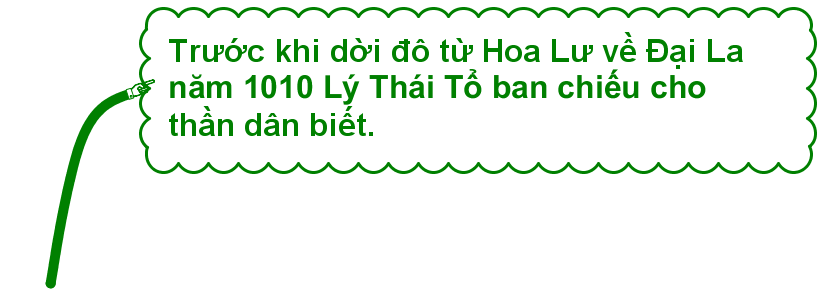 Trước khi dời đô từ Hoa Lư về Đại La
năm 1010 Lý Thái Tổ ban chiếu cho
thần dân biết.